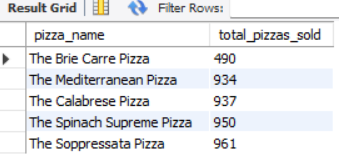 Result Grid Filter Rows:
pizza_name total_pizzas_sold
The Brie Carre Pizza 490
The Mediterranean Pizza 934
The Calabrese Pizza 937
The Spinach Supreme Pizza 950
The Soppressata Pizza 961